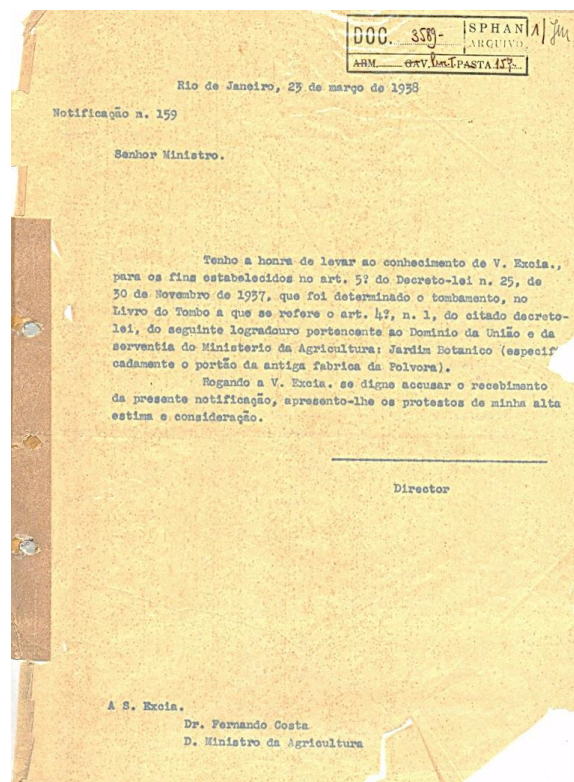 DOC. 3589- SPHAN 1/
ARQUIVO.
ARM. GAV. PASTA 159
Rio de Janeiro, 23 de março de 1938
Notificação n. 159
Senhor Ministro.
Tenho a honra de levar ao conhecimento de V. Excia.,
para os fins estabelecidos no art. 5º do Decreto-lei n. 25, de
30 de Novembro de 1937, que foi determinado o tombamento, no
Livro do Tombo a que se refere o art. 4º, n. 1, do citado decreto-
lei, do seguinte logradouro pertencente ao Dominio da União e da
serventia do Ministerio da Agricultura: Jardim Botanico (especif
cadamente o portão da antiga fabrica da Polvora).
Rogando a V. Excia. se digne accusar o recebimento
da presente notificação, apresento-lhe os protestos de minha alta
estima e consideração.
Director
A S. Excia.
Dr. Fernando Costa
D. Ministro da Agricultura